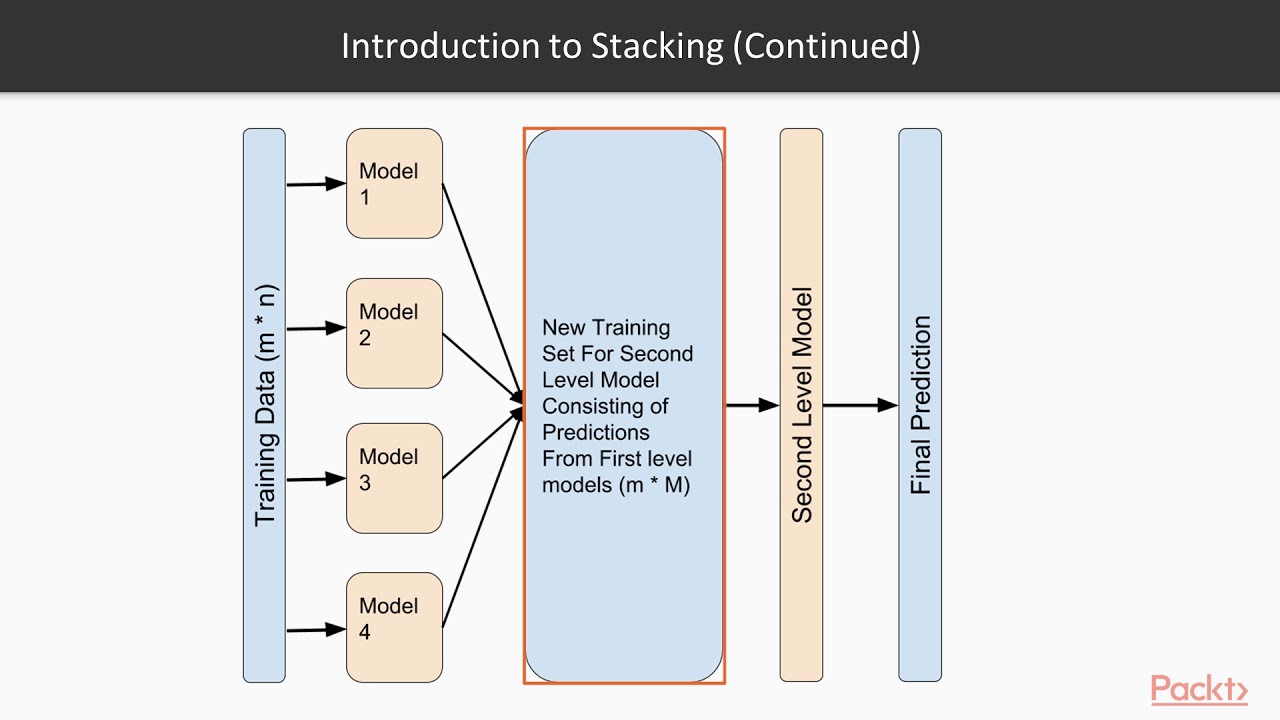 Introduction to Stacking (Continued)
Training Data (m * n)
Model
1
Model
2
Model
3
Model
4
New Training
Set For Second
Level Model
Consisting of
Predictions
From First level
models (m * M)
Second Level Model
Final Prediction
Packt>